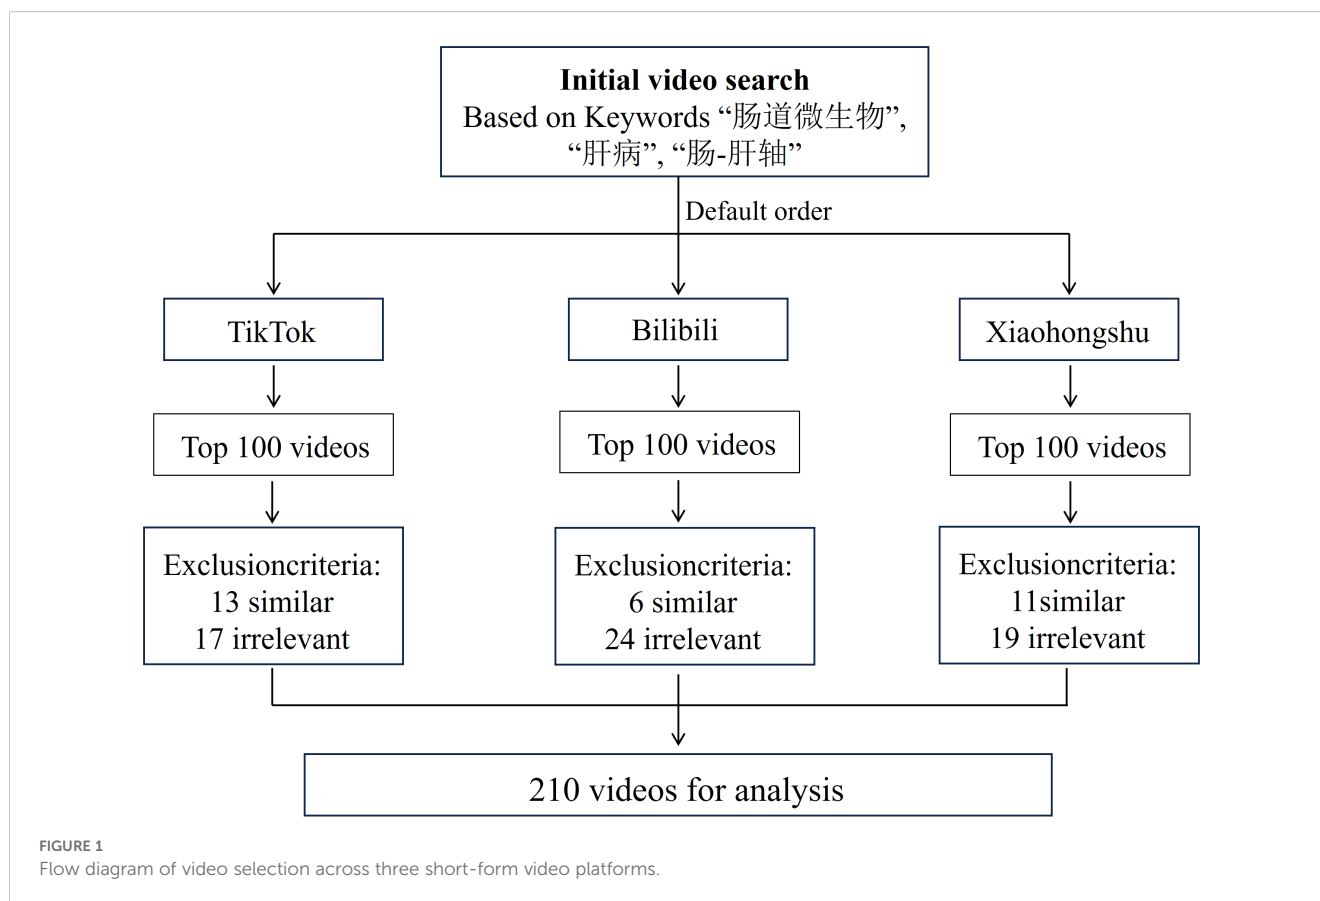 Initial video search
Based on Keywords “肠道微生物”,
“肝病”, “肠-肝轴”
Default order
TikTok
Bilibili
Xiaohongshu
Top 100 videos
Top 100 videos
Top 100 videos
Exclusioncriteria:
13 similar
17 irrelevant
Exclusioncriteria:
6 similar
24 irrelevant
Exclusioncriteria:
11similar
19 irrelevant
210 videos for analysis
FIGURE 1
Flow diagram of video selection across three short-form video platforms.